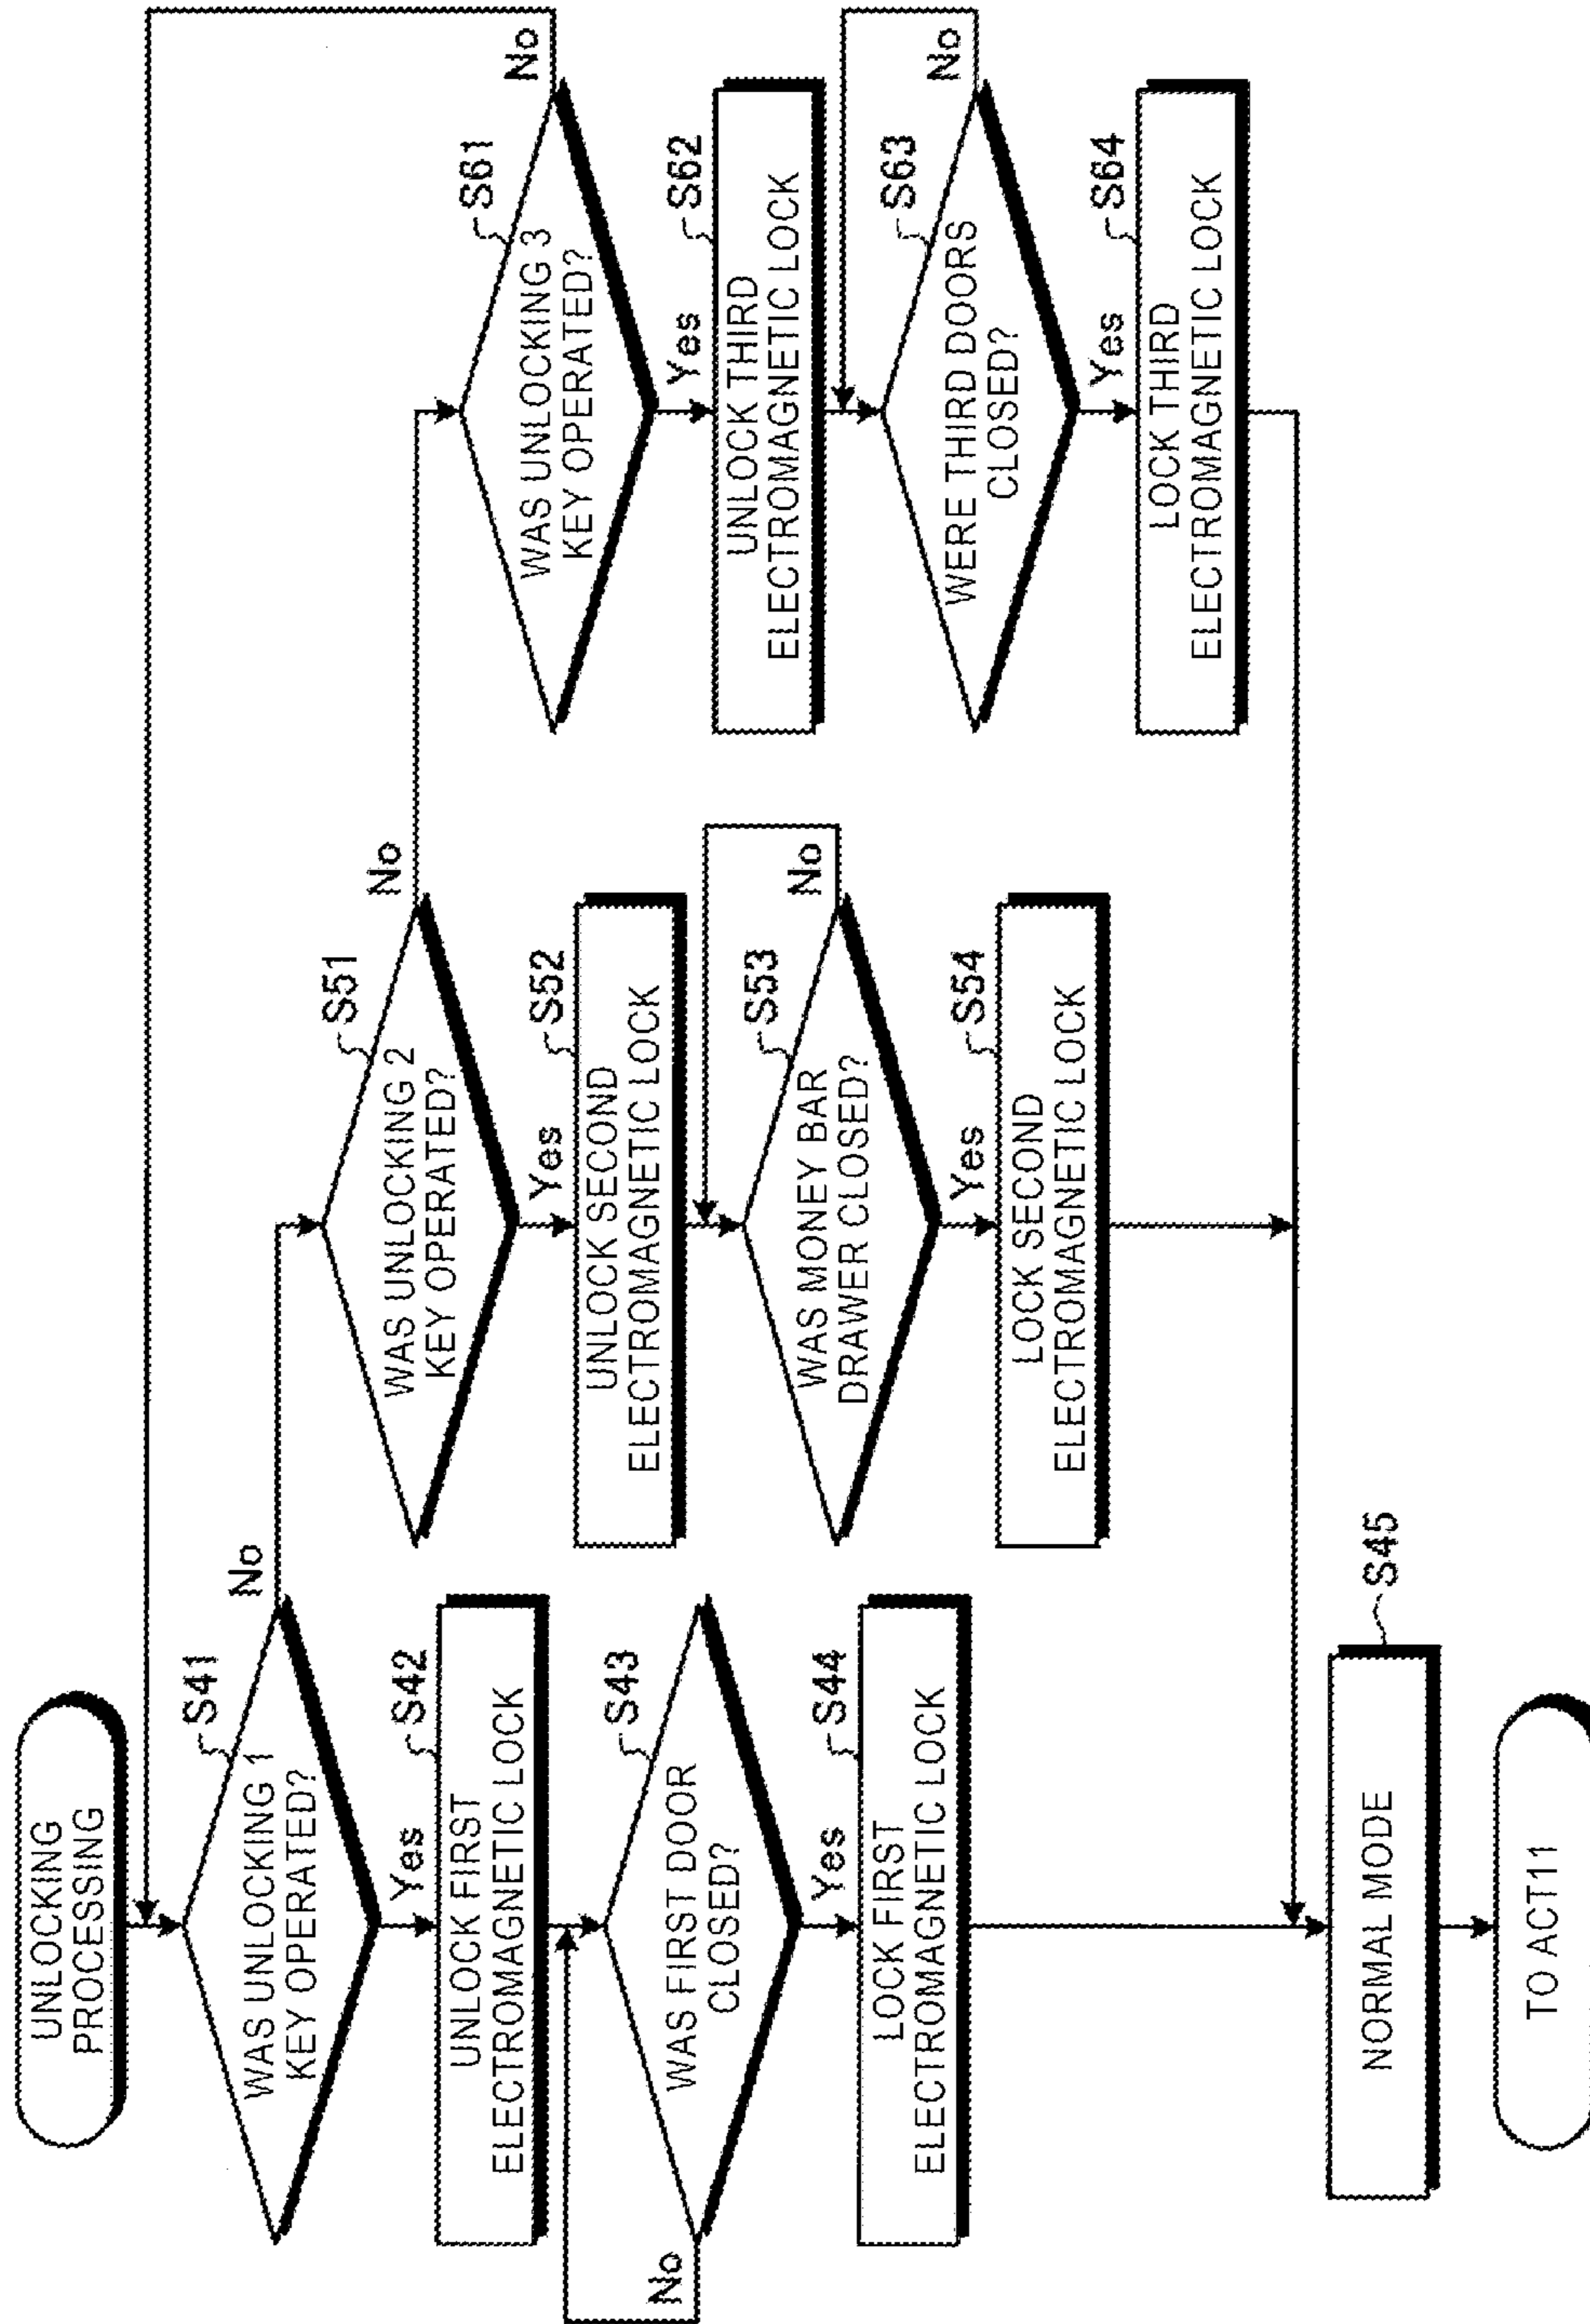 UNLOCKING
PROCESSING
S41
WAS UNLOCKING 1
KEY OPERATED?
No
Yes
S42
UNLOCK FIRST
ELECTROMAGNETIC LOCK
S43
WAS FIRST DOOR
CLOSED?
No
Yes
S44
LOCK FIRST
ELECTROMAGNETIC LOCK
S51
WAS UNLOCKING 2
KEY OPERATED?
No
Yes
S52
UNLOCK SECOND
ELECTROMAGNETIC LOCK
S53
WAS MONEY BAR
DRAWER CLOSED?
No
Yes
S54
LOCK SECOND
ELECTROMAGNETIC LOCK
S61
WAS UNLOCKING 3
KEY OPERATED?
No
Yes
S62
UNLOCK THIRD
ELECTROMAGNETIC LOCK
S63
WERE THIRD DOORS
CLOSED?
No
Yes
S64
LOCK THIRD
ELECTROMAGNETIC LOCK
S45
NORMAL MODE
TO ACT11